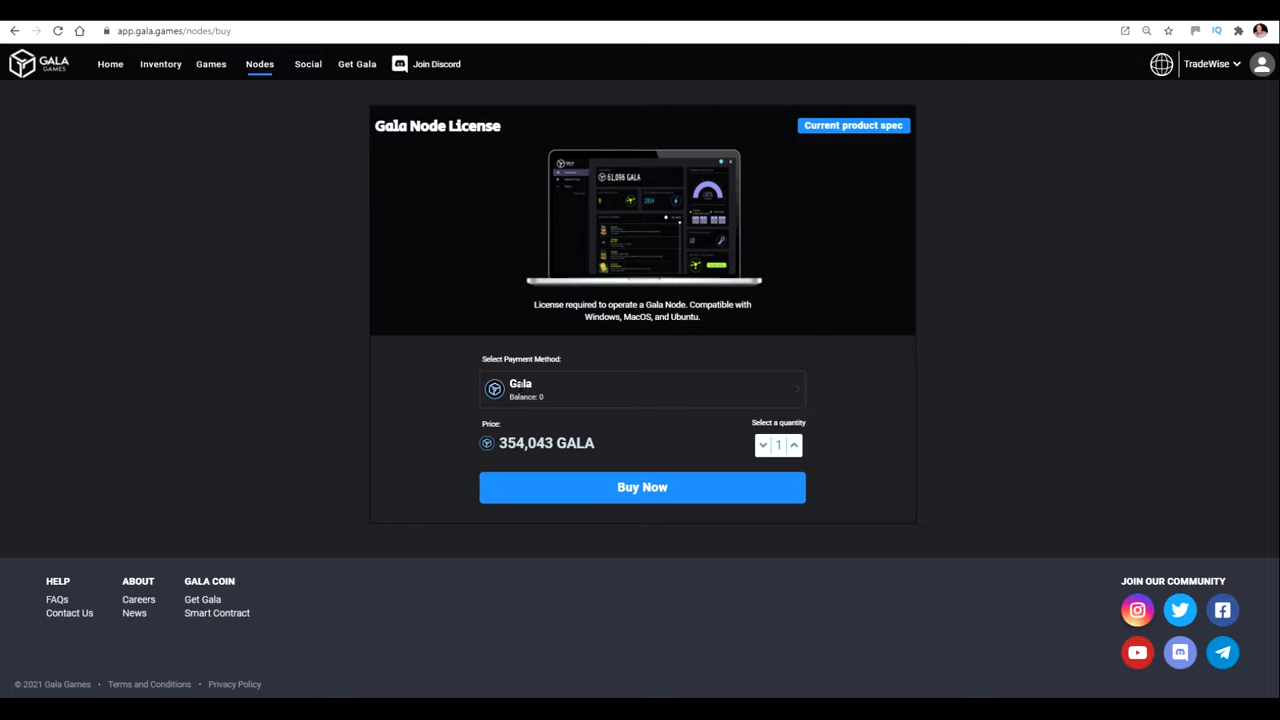 app.gala.games/nodes/buy
GALA
GAMES
Home
Inventory
Games
Nodes
Social
Get Gala
Join Discord
TradeWise
Gala Node License
Current product spec
61,096 GALA
License required to operate a Gala Node. Compatible with
Windows, MacOS, and Ubuntu.
Select Payment Method:
Gala
Balance: 0
Price:
Select a quantity
354,043 GALA
1
Buy Now
HELP
FAQs
Contact Us
ABOUT
Careers
News
GALA COIN
Get Gala
Smart Contract
JOIN OUR COMMUNITY
© 2021 Gala Games • Terms and Conditions • Privacy Policy